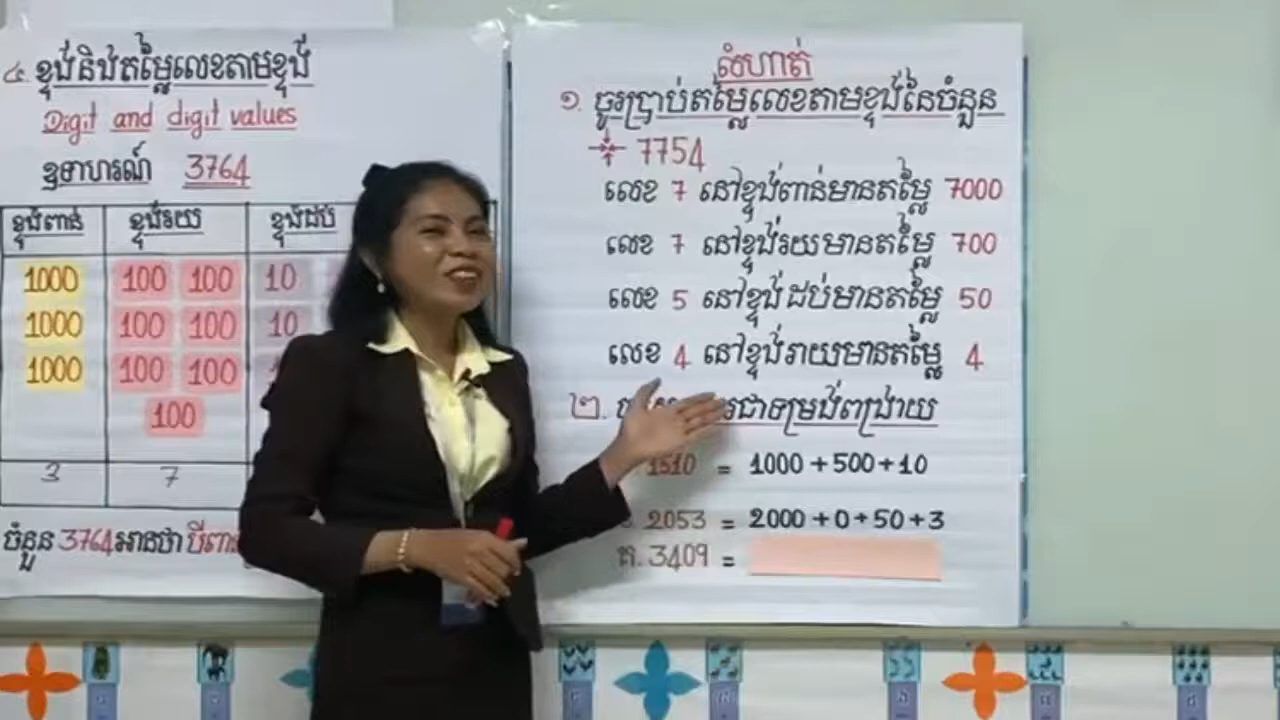 ៤. ខ្ទង់និងតម្លៃលេខតាមខ្ទង់
Digit and digit values
ឧទាហរណ៍ 3764
ខ្ទង់ពាន់ ខ្ទង់រយ ខ្ទង់ដប់
1000 100 100 10
1000 100 100 10
1000 100 100
100
3 7
ចំនួន 3764 អានថា
លំហាត់
១. ចូរប្រាប់តម្លៃលេខតាមខ្ទង់នៃចំនួន
7754
លេខ 7 នៅខ្ទង់ពាន់មានតម្លៃ 7000
លេខ 7 នៅខ្ទង់រយមានតម្លៃ 700
លេខ 5 នៅខ្ទង់ដប់មានតម្លៃ 50
លេខ 4 នៅខ្ទង់រាយមានតម្លៃ 4
២. ជាទម្រង់ពង្រាយ
1510 = 1000 + 500 + 10
2053 = 2000 + 0 + 50 + 3
គ. 3409 =